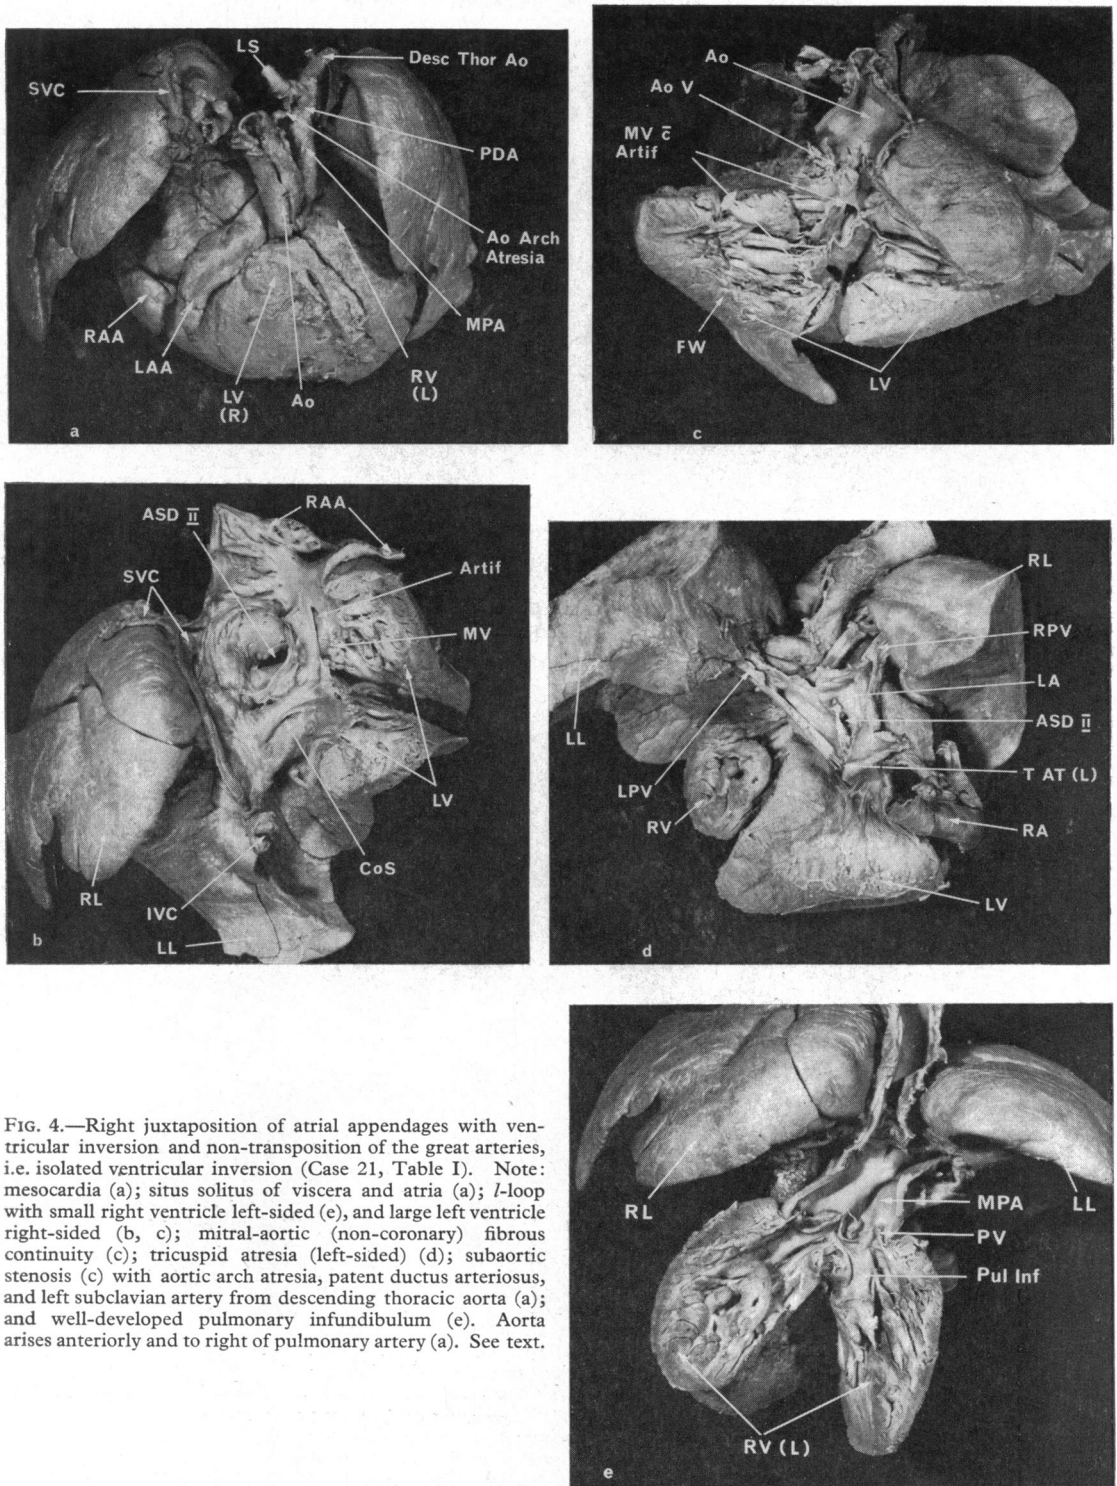 LS
Desc Thor Ao
SVC
PDA
Ao Arch
Atresia
MPA
RAA
LAA
LV
(R)
Ao
RV
(L)
a
Ao
Ao V
MV c̅
Artif
FW
LV
c
RAA
ASD I̅I̅
SVC
Artif
MV
LV
CoS
RL
IVC
LL
b
RL
RPV
LA
ASD I̅I̅
LL
T AT (L)
LPV
RV
RA
LV
d
FIG. 4.—Right juxtaposition of atrial appendages with ven-
tricular inversion and non-transposition of the great arteries,
i.e. isolated ventricular inversion (Case 21, Table I). Note:
mesocardia (a); situs solitus of viscera and atria (a); l-loop
with small right ventricle left-sided (e), and large left ventricle
right-sided (b, c); mitral-aortic (non-coronary) fibrous
continuity (c); tricuspid atresia (left-sided) (d); subaortic
stenosis (c) with aortic arch atresia, patent ductus arteriosus,
and left subclavian artery from descending thoracic aorta (a);
and well-developed pulmonary infundibulum (e). Aorta
arises anteriorly and to right of pulmonary artery (a). See text.
RL
MPA
LL
PV
Pul Inf
RV (L)
e